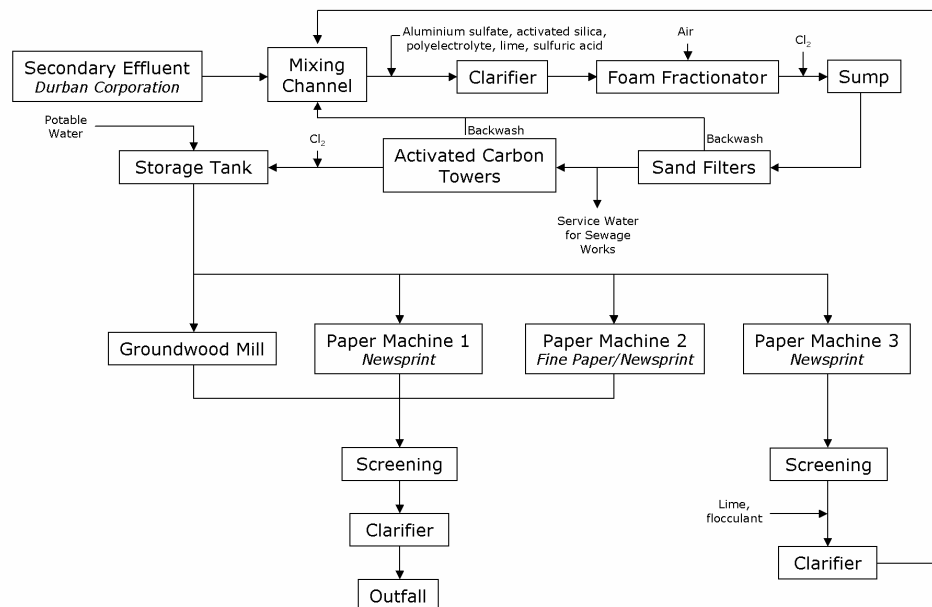 Aluminium sulfate, activated silica,
polyelectrolyte, lime, sulfuric acid
Air
Cl2
Secondary Effluent
Durban Corporation
Mixing
Channel
Clarifier
Foam Fractionator
Sump
Potable
Water
Cl2
Backwash
Backwash
Storage Tank
Activated Carbon
Towers
Sand Filters
Service Water
for Sewage
Works
Groundwood Mill
Paper Machine 1
Newsprint
Paper Machine 2
Fine Paper/Newsprint
Paper Machine 3
Newsprint
Screening
Screening
Lime,
flocculant
Clarifier
Clarifier
Outfall